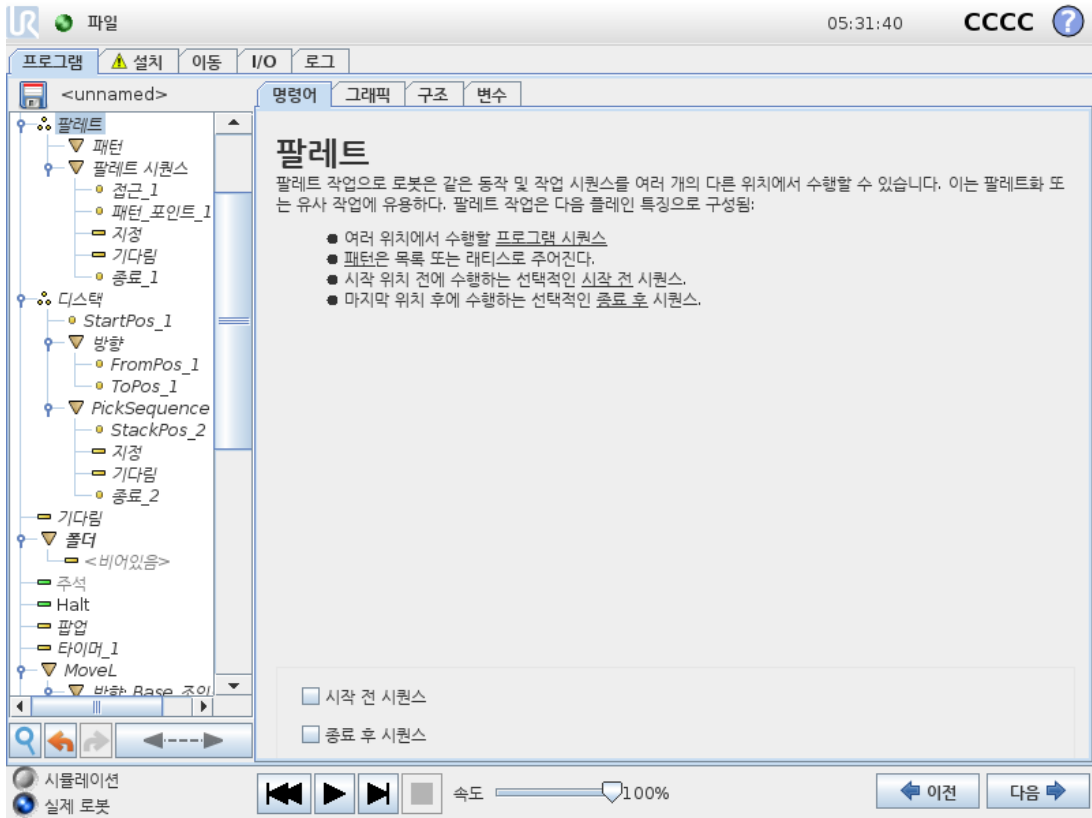 UR 파일 05:31:40 CCCC ?
프로그램 설치 이동 I/O 로그
<unnamed>
명령어 그래픽 구조 변수
팔레트
패턴
팔레트 시퀀스
접근_1
패턴_포인트_1
지정
기다림
종료_1
디스택
StartPos_1
방향
FromPos_1
ToPos_1
PickSequence
StackPos_2
지정
기다림
종료_2
기다림
폴더
<비어있음>
주석
Halt
팝업
타이머_1
MoveL
방향: Base 조인
팔레트
팔레트 작업으로 로봇은 같은 동작 및 작업 시퀀스를 여러 개의 다른 위치에서 수행할 수 있습니다. 이는 팔레트화 또
는 유사 작업에 유용하다. 팔레트 작업은 다음 플레인 특징으로 구성됨:
여러 위치에서 수행할 프로그램 시퀀스
패턴은 목록 또는 래티스로 주어진다.
시작 위치 전에 수행하는 선택적인 시작 전 시퀀스.
마지막 위치 후에 수행하는 선택적인 종료 후 시퀀스.
시작 전 시퀀스
종료 후 시퀀스
시뮬레이션
실제 로봇
속도 100%
이전 다음